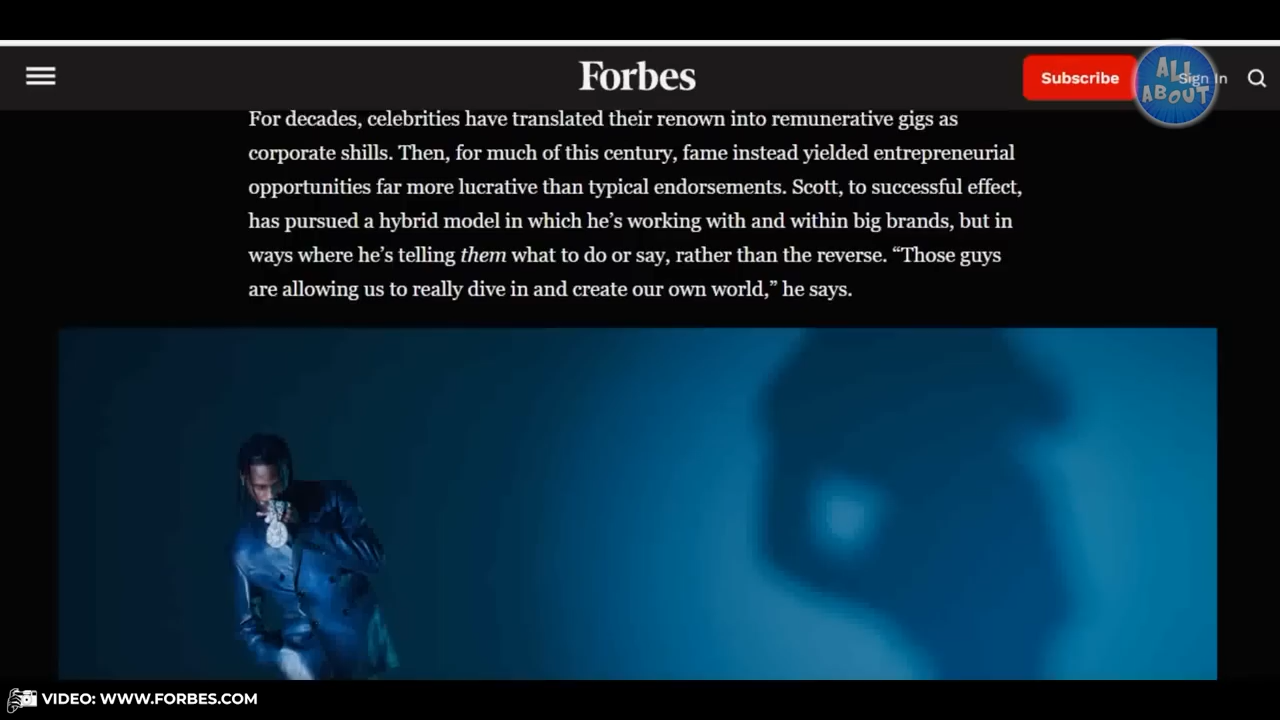 Forbes
Subscribe
Sign In
ALL
ABOUT
For decades, celebrities have translated their renown into remunerative gigs as
corporate shills. Then, for much of this century, fame instead yielded entrepreneurial
opportunities far more lucrative than typical endorsements. Scott, to successful effect,
has pursued a hybrid model in which he’s working with and within big brands, but in
ways where he’s telling them what to do or say, rather than the reverse. “Those guys
are allowing us to really dive in and create our own world,” he says.
VIDEO: WWW.FORBES.COM